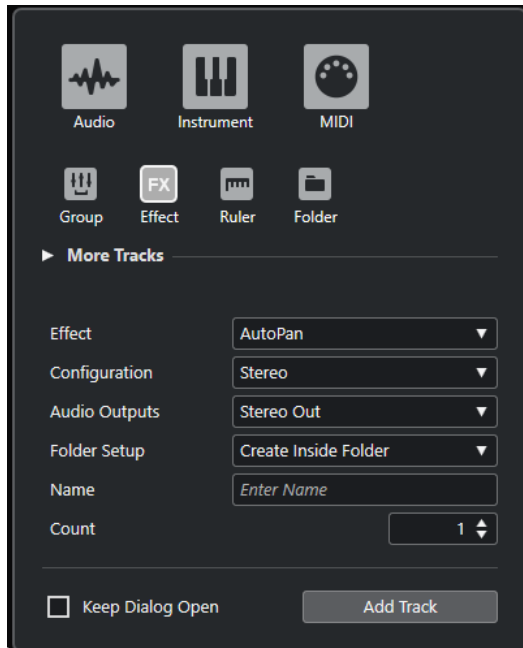 Audio Instrument MIDI
FX
Group Effect Ruler Folder
More Tracks
Effect AutoPan
Configuration Stereo
Audio Outputs Stereo Out
Folder Setup Create Inside Folder
Name Enter Name
Count 1
Keep Dialog Open Add Track